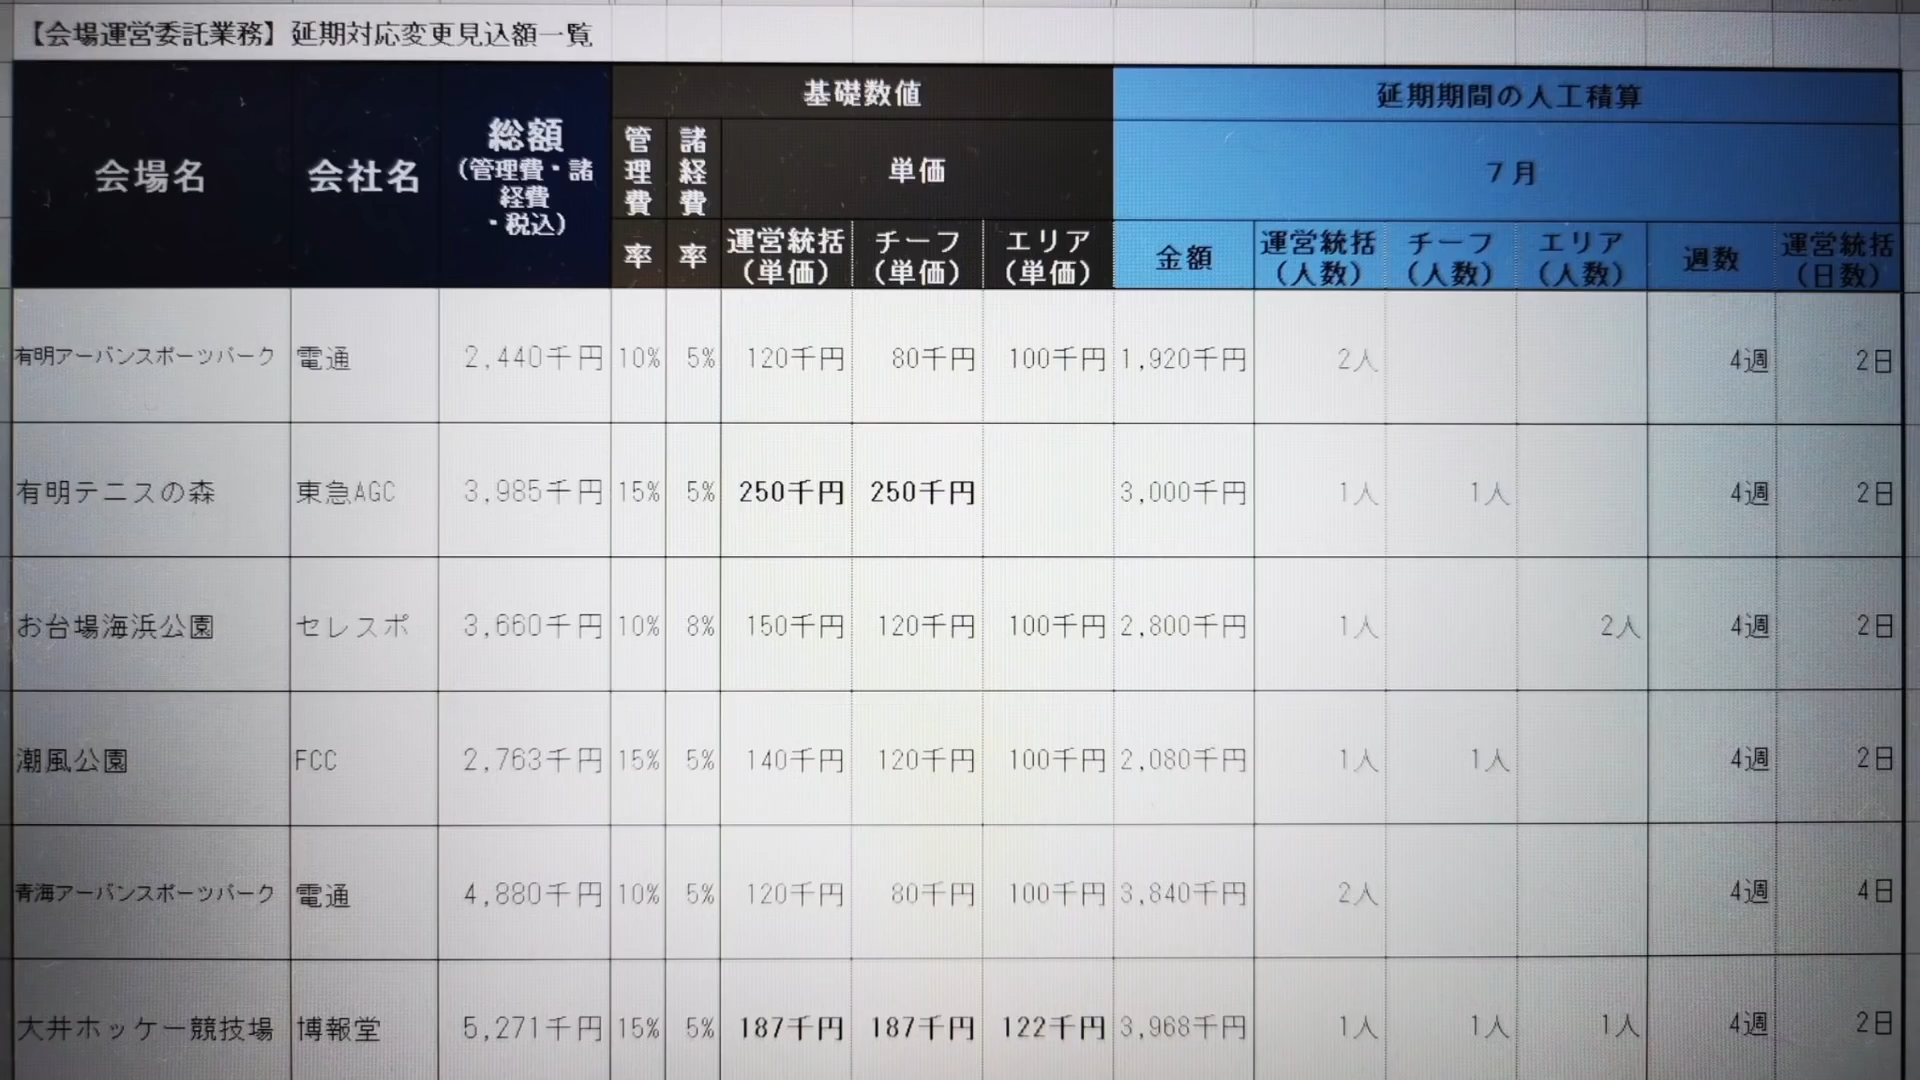 【会場運営委託業務】延期対応変更見込額一覧
会場名 会社名 総額（管理費・諸経費・税込） 基礎数値 延期期間の人工積算
管理費率 諸経費率 単価 7月
運営統括（単価） チーフ（単価） エリア（単価） 金額 運営統括（人数） チーフ（人数） エリア（人数） 週数 運営統括（日数）
有明アーバンスポーツパーク 電通 2,440千円 10% 5% 120千円 80千円 100千円 1,920千円 2人 4週 2日
有明テニスの森 東急AGC 3,985千円 15% 5% 250千円 250千円 3,000千円 1人 1人 4週 2日
お台場海浜公園 セレスポ 3,660千円 10% 8% 150千円 120千円 100千円 2,800千円 1人 2人 4週 2日
潮風公園 FCC 2,763千円 15% 5% 140千円 120千円 100千円 2,080千円 1人 1人 4週 2日
青海アーバンスポーツパーク 電通 4,880千円 10% 5% 120千円 80千円 100千円 3,840千円 2人 4週 4日
大井ホッケー競技場 博報堂 5,271千円 15% 5% 187千円 187千円 122千円 3,968千円 1人 1人 1人 4週 2日